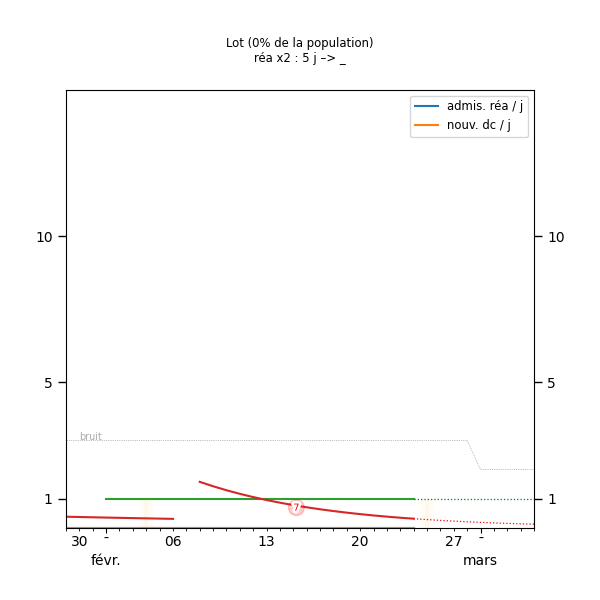 Lot (0% de la population)
réa x2 : 5 j –> _
admis. réa / j
nouv. dc / j
10
10
5
5
bruit
1
1
7
30 - 06 13 20 27 -
févr. mars